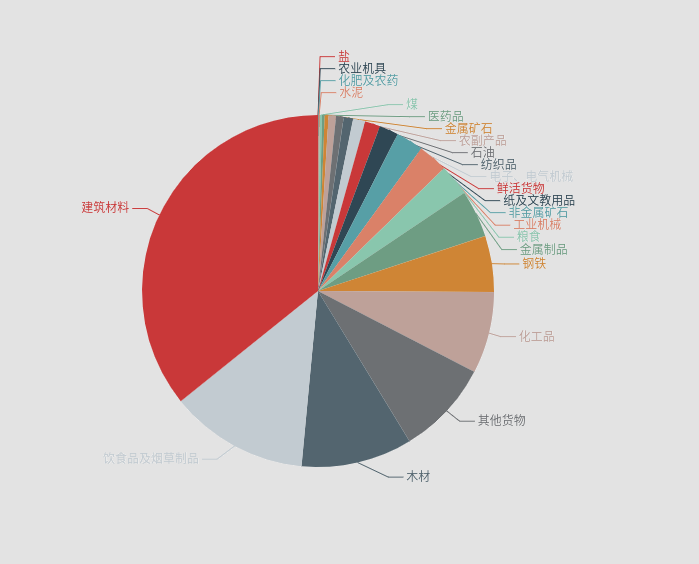 盐
农业机具
化肥及农药
水泥
煤
医药品
金属矿石
农副产品
石油
纺织品
电子、电气机械
鲜活货物
纸及文教用品
非金属矿石
工业机械
粮食
金属制品
钢铁
化工品
其他货物
木材
饮食品及烟草制品
建筑材料